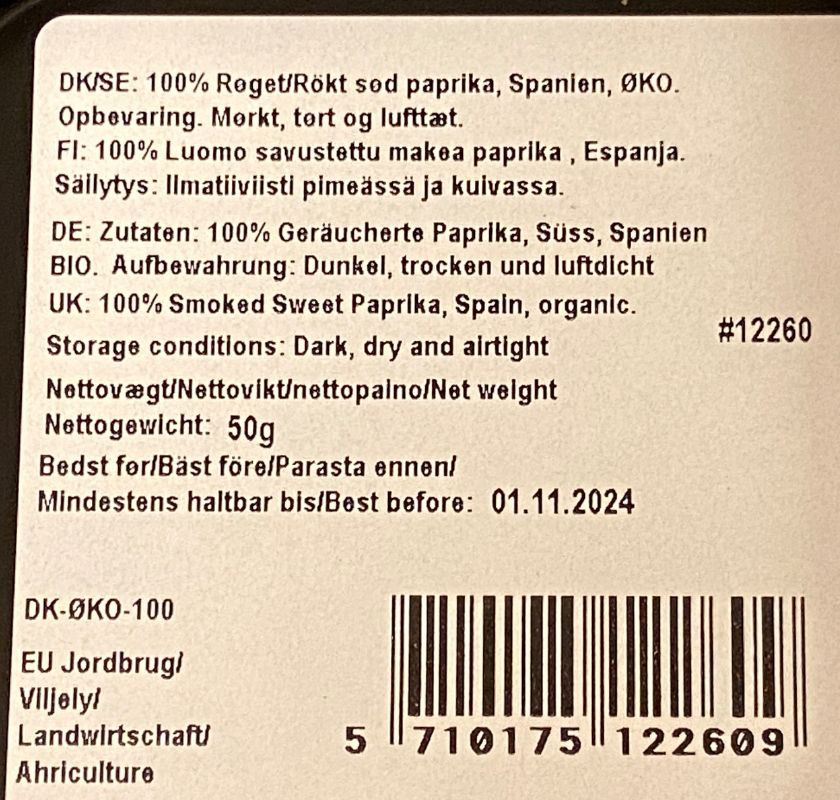 DK/SE: 100% Røget/Rökt sød paprika, Spanien, ØKO.
Opbevaring. Mørkt, tørt og lufttæt.
FI: 100% Luomo savustettu makea paprika , Espanja.
Säilytys: Ilmatiiviisti pimeässä ja kuivassa.
DE: Zutaten: 100% Geräucherte Paprika, Süss, Spanien
BIO. Aufbewahrung: Dunkel, trocken und luftdicht
UK: 100% Smoked Sweet Paprika, Spain, organic.
#12260
Storage conditions: Dark, dry and airtight
Nettovægt/Nettovikt/nettopaino/Net weight
Nettogewicht: 50g
Bedst før/Bäst före/Parasta ennen/
Mindestens haltbar bis/Best before: 01.11.2024
DK-ØKO-100
EU Jordbrug/
Viljely/
Landwirtschaft/
Ahriculture
5 710175 122609